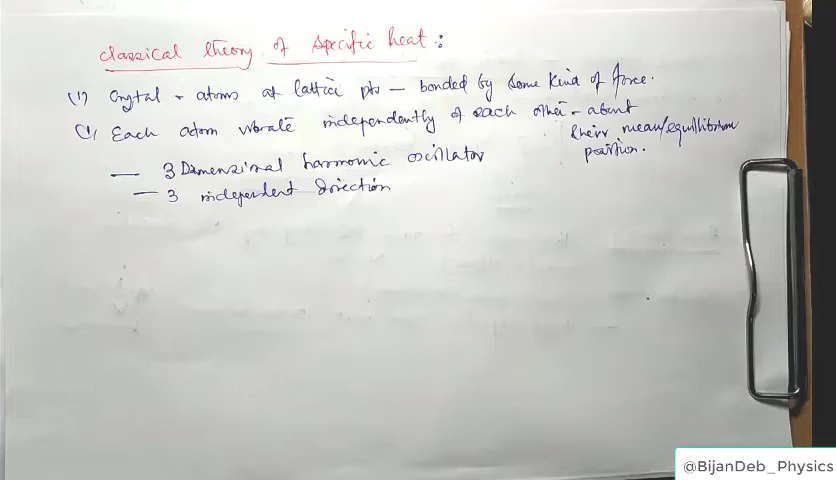 classical theory of specific heat :
(1) Crystal - atoms at lattice pts — bonded by some kind of force.
(1) Each atom vibrate independently of each other - about
their mean/equilibrium
position.
— 3 Dimensional harmonic oscillator
— 3 independent direction
@BijanDeb_Physics